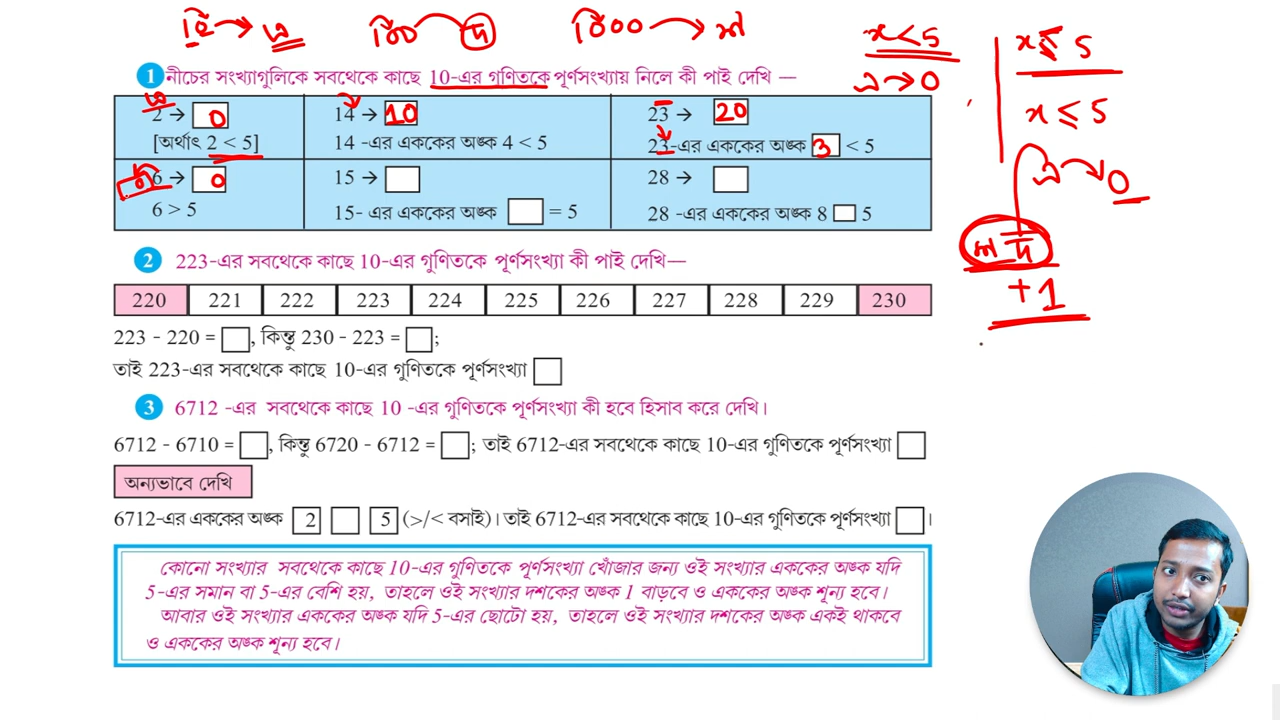 x < 5
x ≤ 5
এ → 0
x ≤ 5
এ → 0
+1
1 নীচের সংখ্যাগুলিকে সবথেকে কাছে 10-এর গুণিতকে পূর্ণসংখ্যায় নিলে কী পাই দেখি —
2 → 0
14 → 10
23 → 20
[অর্থাৎ 2 < 5]
14 -এর এককের অঙ্ক 4 < 5
23-এর এককের অঙ্ক 3 < 5
6 → 0
15 →
28 →
6 > 5
15- এর এককের অঙ্ক = 5
28 -এর এককের অঙ্ক 8 5
2 223-এর সবথেকে কাছে 10-এর গুণিতকে পূর্ণসংখ্যা কী পাই দেখি—
220 221 222 223 224 225 226 227 228 229 230
223 - 220 = , কিন্তু 230 - 223 = ;
তাই 223-এর সবথেকে কাছে 10-এর গুণিতকে পূর্ণসংখ্যা
3 6712 -এর সবথেকে কাছে 10 -এর গুণিতকে পূর্ণসংখ্যা কী হবে হিসাব করে দেখি।
6712 - 6710 = , কিন্তু 6720 - 6712 = ; তাই 6712-এর সবথেকে কাছে 10-এর গুণিতকে পূর্ণসংখ্যা
অন্যভাবে দেখি
6712-এর এককের অঙ্ক 2 5 (>/< বসাই)। তাই 6712-এর সবথেকে কাছে 10-এর গুণিতকে পূর্ণসংখ্যা ।
কোনো সংখ্যার সবথেকে কাছে 10-এর গুণিতকে পূর্ণসংখ্যা খোঁজার জন্য ওই সংখ্যার এককের অঙ্ক যদি
5-এর সমান বা 5-এর বেশি হয়, তাহলে ওই সংখ্যার দশকের অঙ্ক 1 বাড়বে ও এককের অঙ্ক শূন্য হবে।
আবার ওই সংখ্যার এককের অঙ্ক যদি 5-এর ছোটো হয়, তাহলে ওই সংখ্যার দশকের অঙ্ক একই থাকবে
ও এককের অঙ্ক শূন্য হবে।